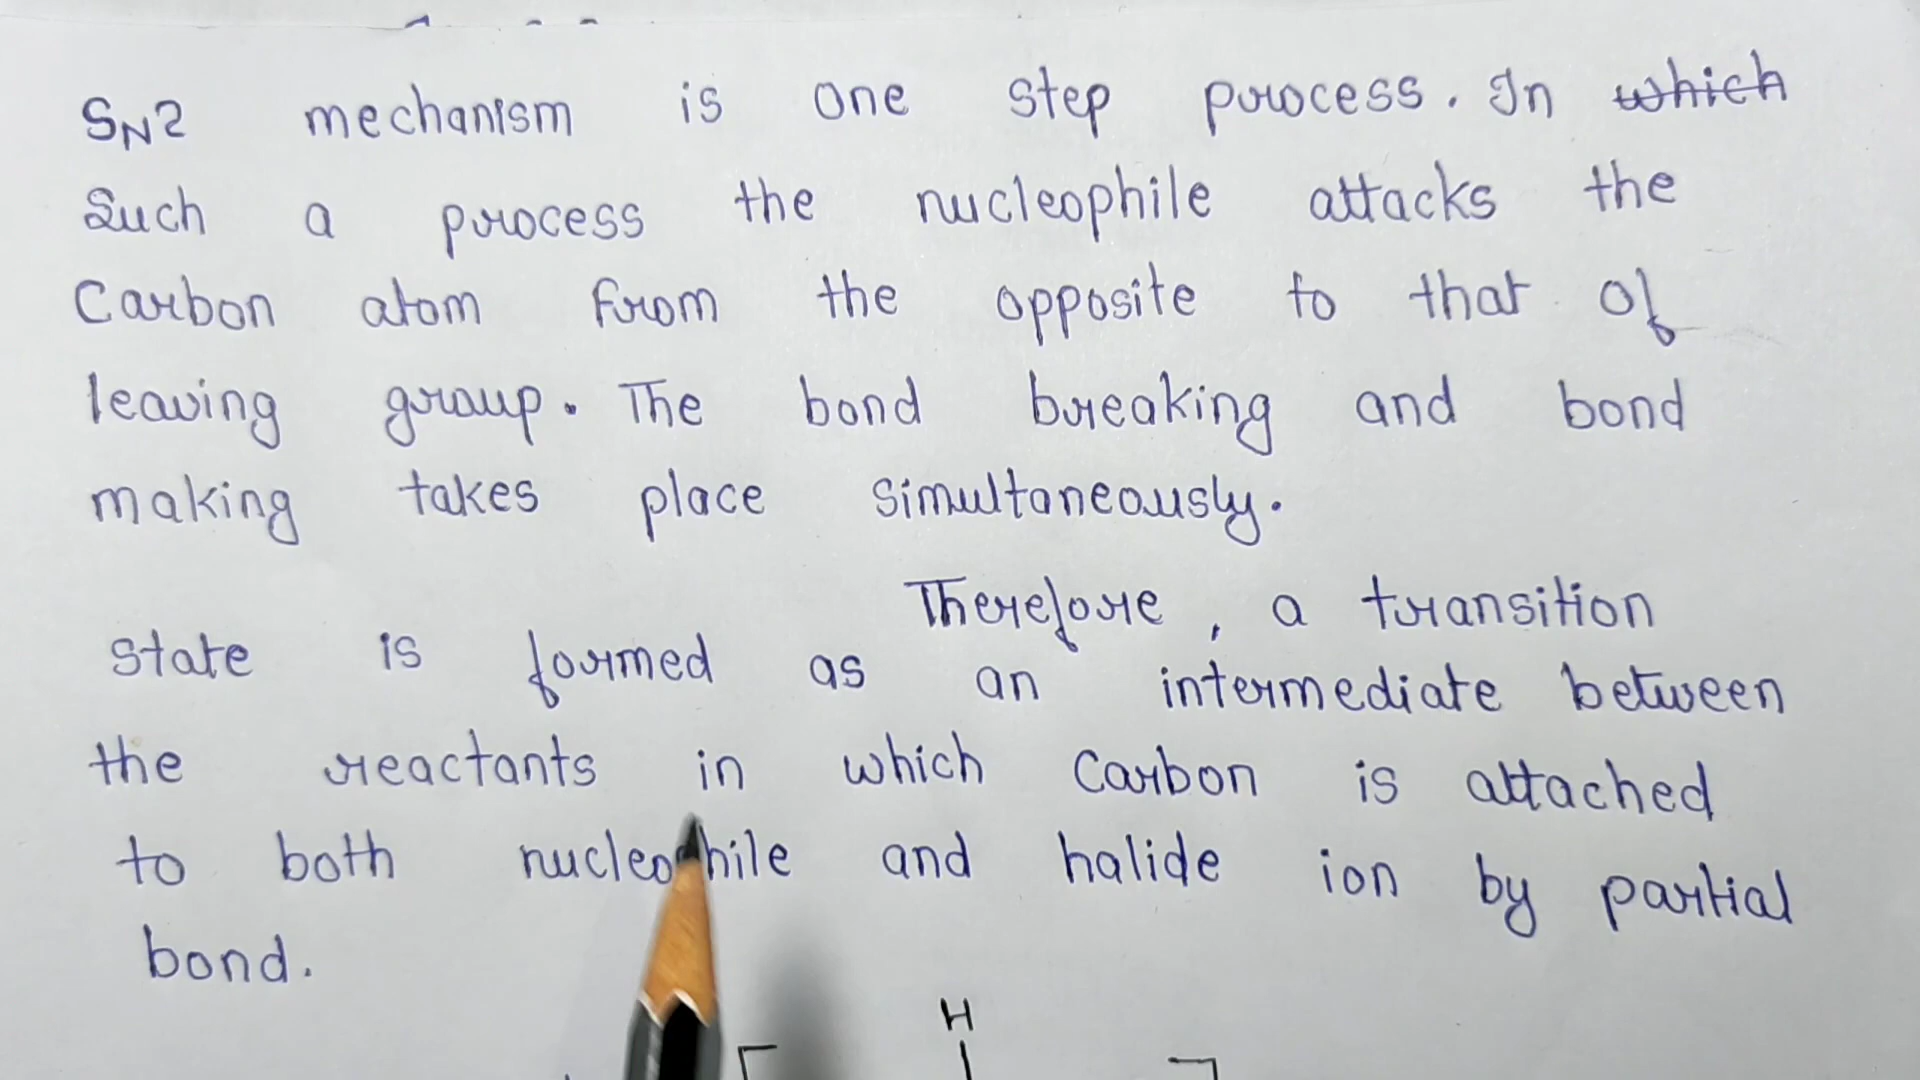 SN2 mechanism is one step process. In which
Such a process the nucleophile attacks the
Carbon atom from the opposite to that of
leaving group. The bond breaking and bond
making takes place simultaneously.
Therefore, a transition
state is formed as an intermediate between
the reactants in which Carbon is attached
to both nucleophile and halide ion by partial
bond.
H